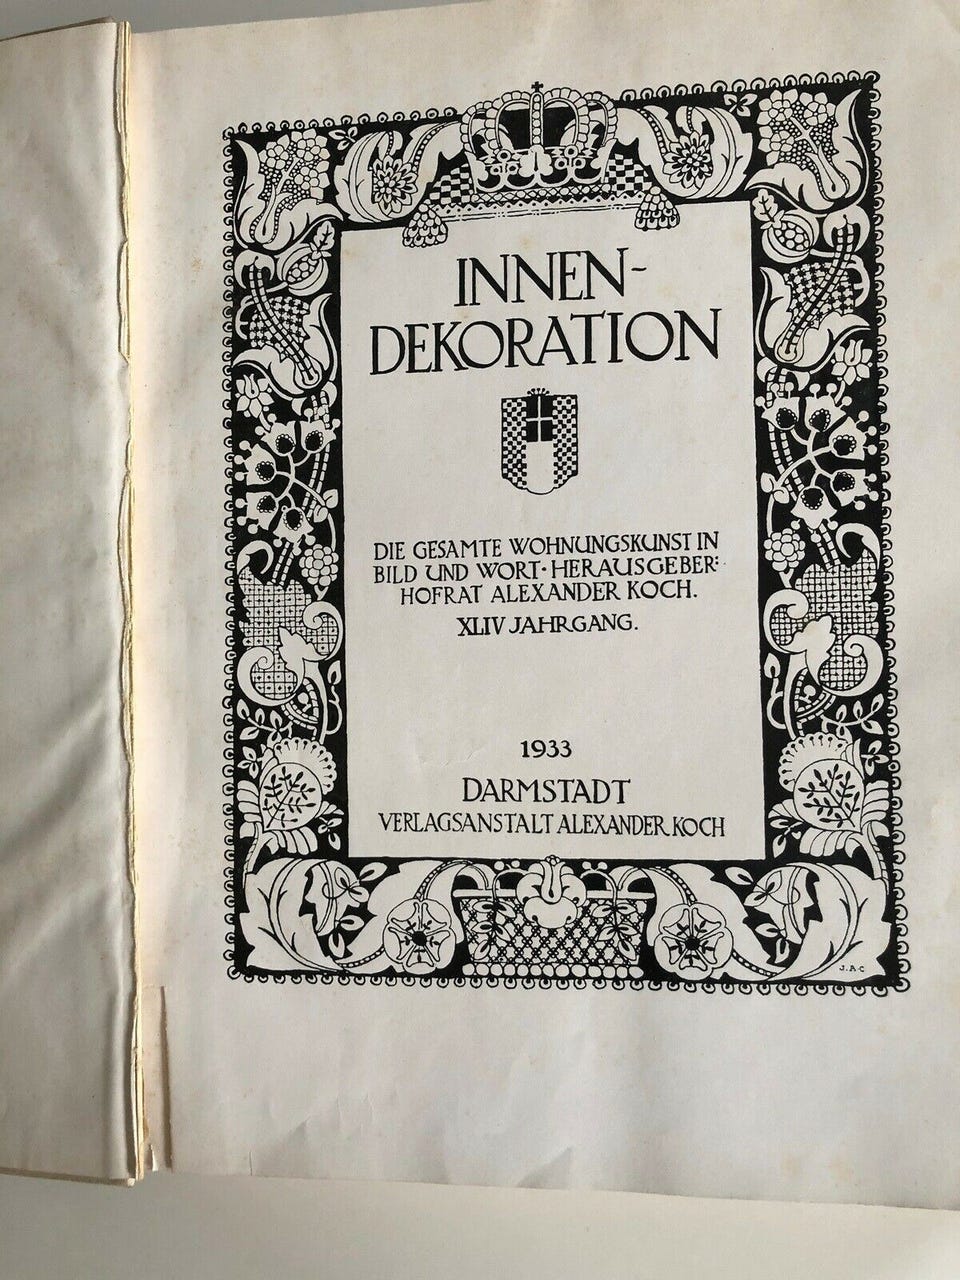 INNEN-
DEKORATION
DIE GESAMTE WOHNUNGSKUNST IN
BILD UND WORT · HERAUSGEBER:
HOFRAT ALEXANDER KOCH.
XLIV JAHRGANG.
1933
DARMSTADT
VERLAGSANSTALT ALEXANDER KOCH
J.A.C